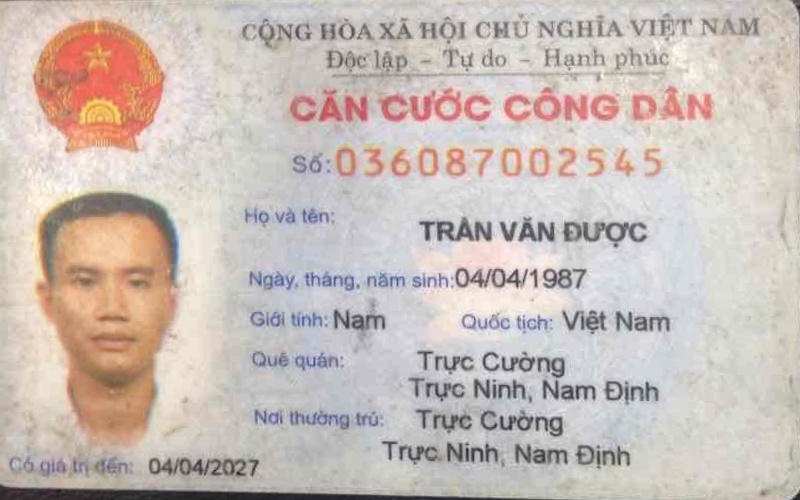 CỘNG HÒA XÃ HỘI CHỦ NGHĨA VIỆT NAM
Độc lập - Tự do - Hạnh phúc
CĂN CƯỚC CÔNG DÂN
Số: 036087002545
Họ và tên: TRẦN VĂN ĐƯỢC
Ngày, tháng, năm sinh: 04/04/1987
Giới tính: Nam Quốc tịch: Việt Nam
Quê quán: Trực Cường
Trực Ninh, Nam Định
Nơi thường trú: Trực Cường
Trực Ninh, Nam Định
Có giá trị đến: 04/04/2027